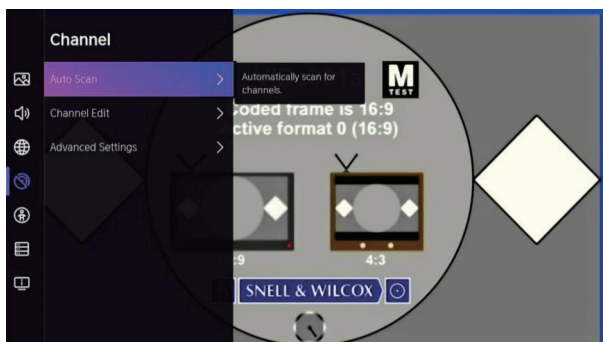 Channel
Auto Scan
Automatically scan for
channels.
Channel Edit
Advanced Settings
M
TEST
Coded frame is 16:9
ctive format 0 (16:9)
:9
4:3
SNELL & WILCOX